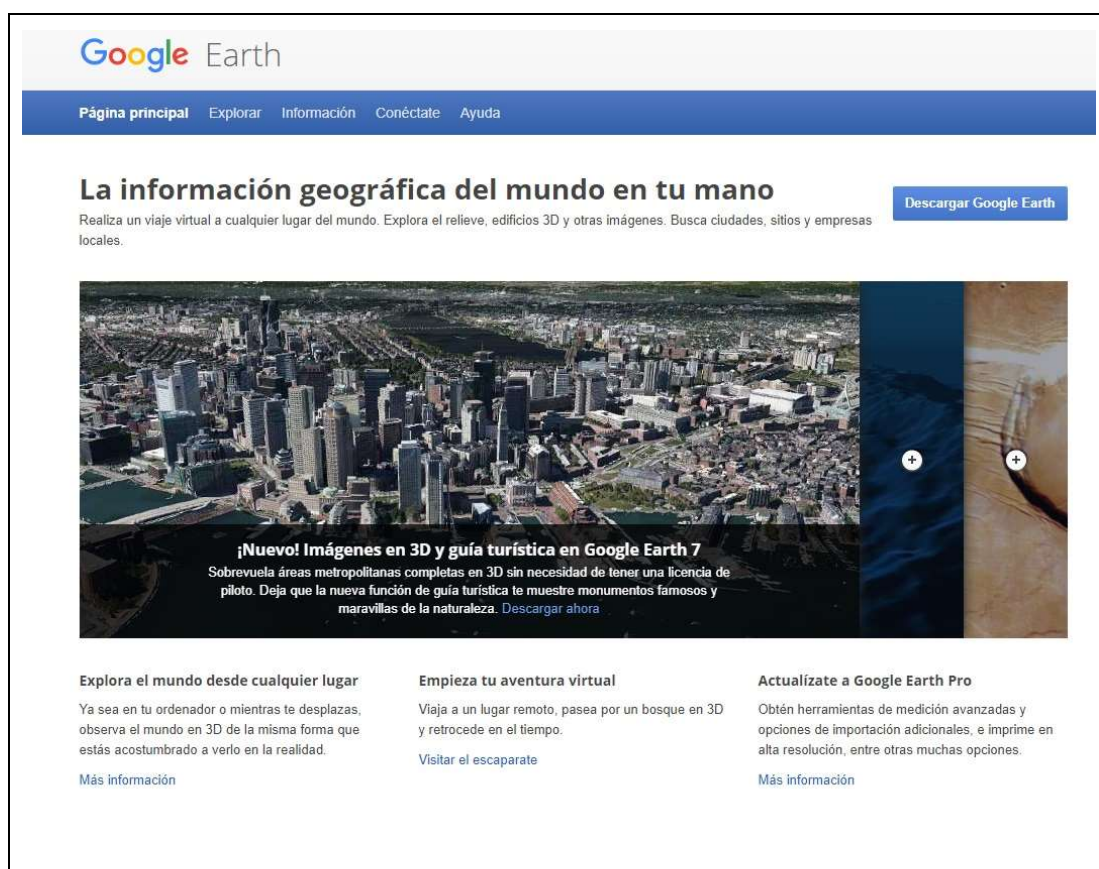 Google Earth
Página principal Explorar Información Conéctate Ayuda
La información geográfica del mundo en tu mano
Realiza un viaje virtual a cualquier lugar del mundo. Explora el relieve, edificios 3D y otras imágenes. Busca ciudades, sitios y empresas
locales.
Descargar Google Earth
¡Nuevo! Imágenes en 3D y guía turística en Google Earth 7
Sobrevuela áreas metropolitanas completas en 3D sin necesidad de tener una licencia de
piloto. Deja que la nueva función de guía turística te muestre monumentos famosos y
maravillas de la naturaleza. Descargar ahora
Explora el mundo desde cualquier lugar
Ya sea en tu ordenador o mientras te desplazas,
observa el mundo en 3D de la misma forma que
estás acostumbrado a verlo en la realidad.
Más información
Empieza tu aventura virtual
Viaja a un lugar remoto, pasea por un bosque en 3D
y retrocede en el tiempo.
Visitar el escaparate
Actualízate a Google Earth Pro
Obtén herramientas de medición avanzadas y
opciones de importación adicionales, e imprime en
alta resolución, entre otras muchas opciones.
Más información